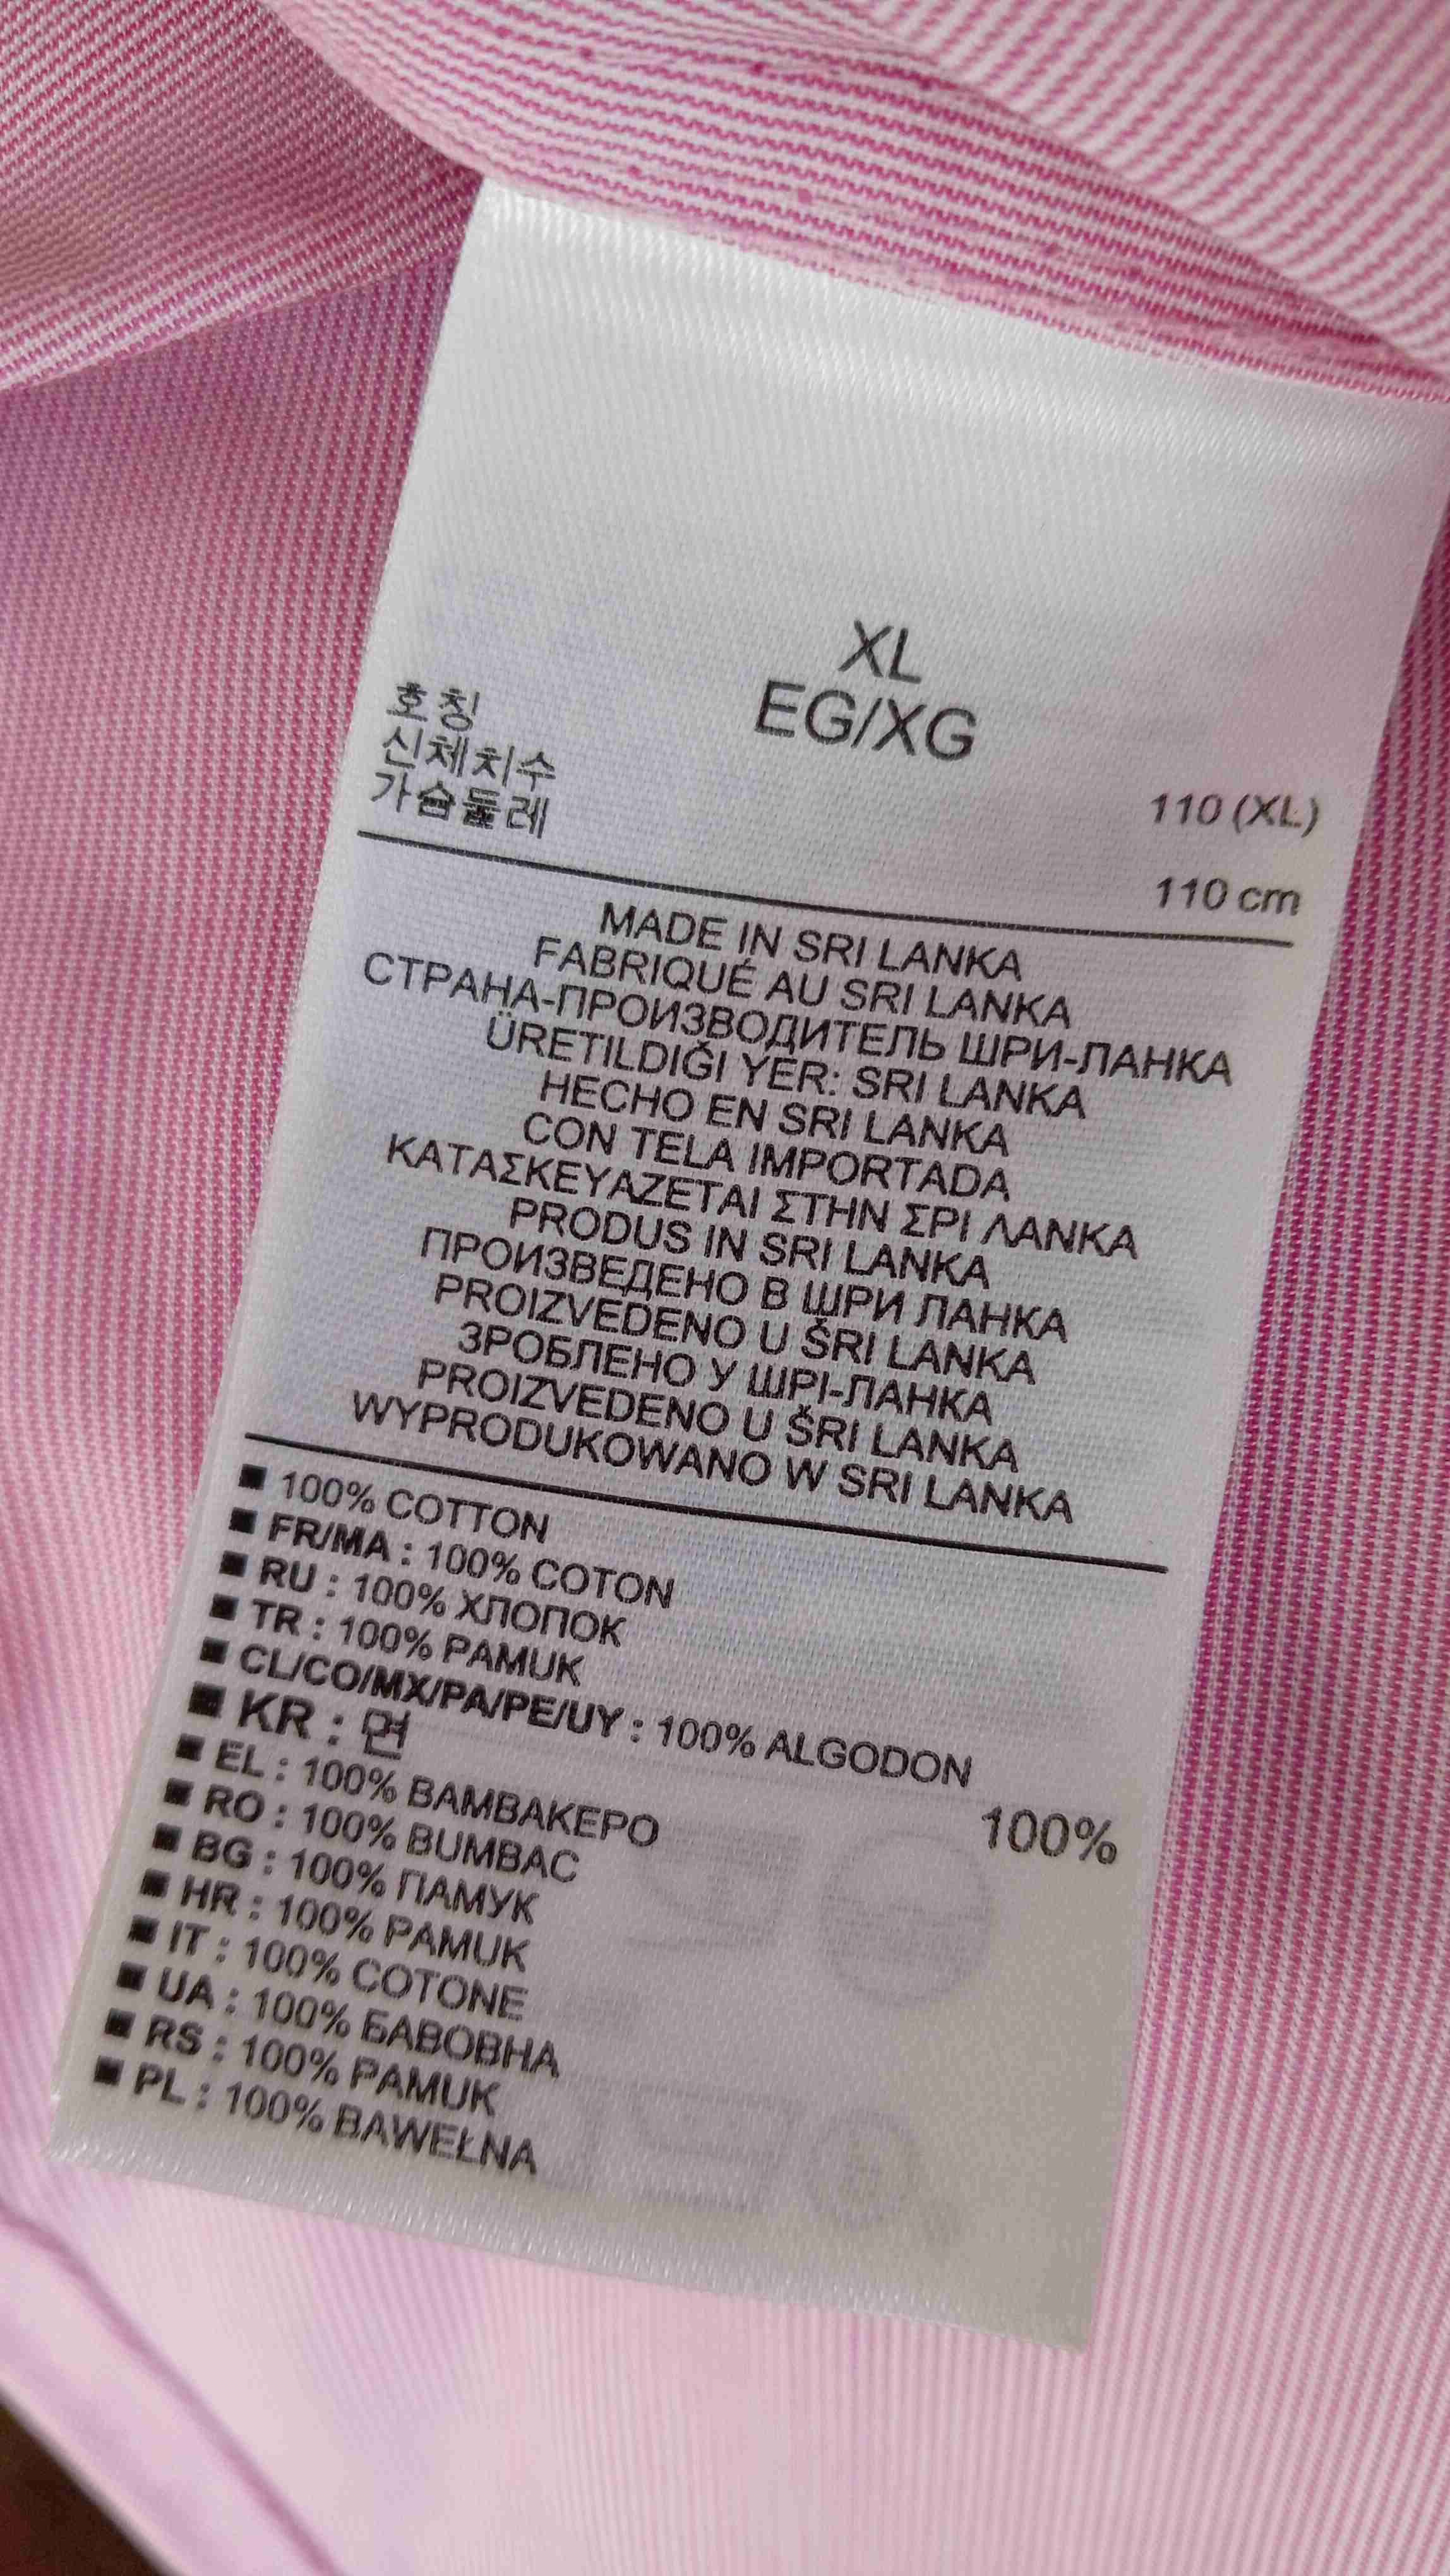 XL
EG/XG
호칭 110 (XL)
신체치수
가슴둘레 110 cm
MADE IN SRI LANKA
FABRIQUÉ AU SRI LANKA
СТРАНА-ПРОИЗВОДИТЕЛЬ ШРИ-ЛАНКА
ÜRETILDIĞI YER: SRI LANKA
HECHO EN SRI LANKA
CON TELA IMPORTADA
ΚΑΤΑΣΚΕΥΑΖΕΤΑΙ ΣΤΗΝ ΣΡΙ ΛΑΝΚΑ
PRODUS IN SRI LANKA
ПРОИЗВЕДЕНО В ШРИ ЛАНКА
PROIZVEDENO U ŠRI LANKA
ЗРОБЛЕНО У ШРІ-ЛАНКА
PROIZVEDENO U ŠRI LANKA
WYPRODUKOWANO W SRI LANKA
■ 100% COTTON
■ FR/MA : 100% COTON
■ RU : 100% ХЛОПОК
■ TR : 100% PAMUK
■ CL/CO/MX/PA/PE/UY : 100% ALGODON
■ KR : 면 100%
■ EL : 100% ΒΑΜΒΑΚΕΡΟ
■ RO : 100% BUMBAC
■ BG : 100% ПАМУК
■ HR : 100% PAMUK
■ IT : 100% COTONE
■ UA : 100% БАВОВНА
■ RS : 100% PAMUK
■ PL : 100% BAWEŁNA